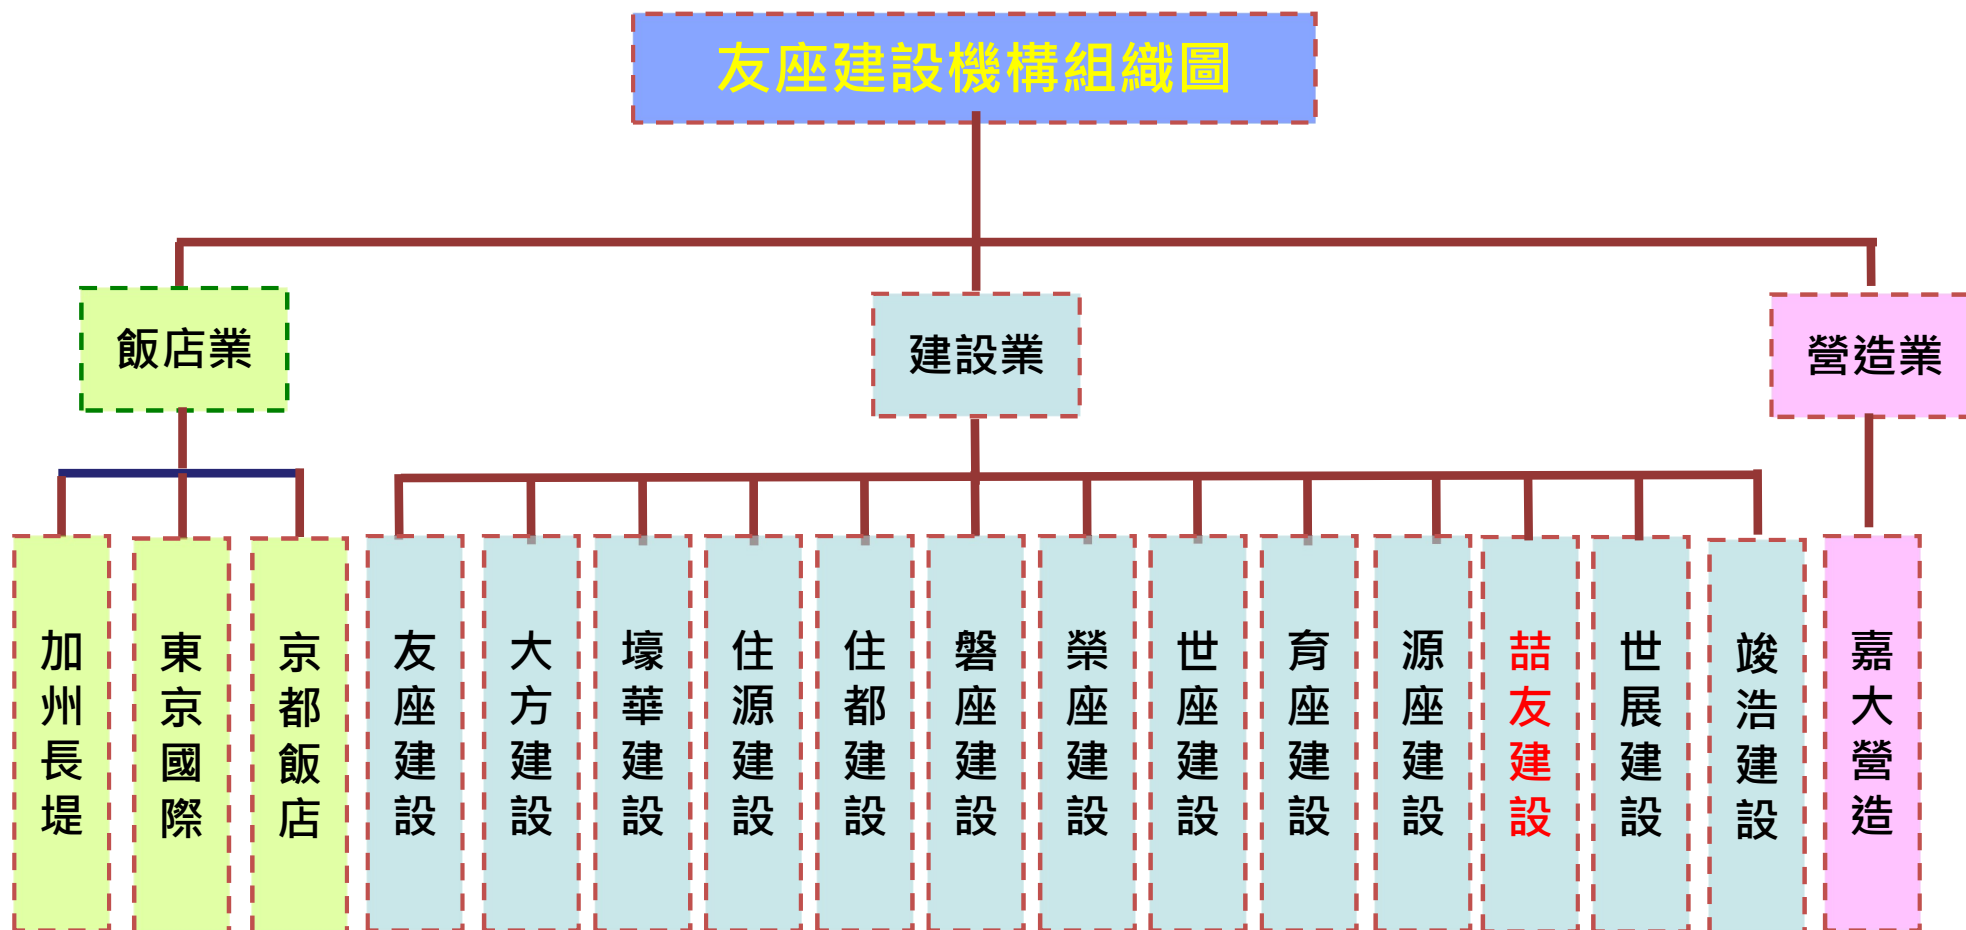 友座建設機構組織圖
飯店業
建設業
營造業
加州長堤
東京國際
京都飯店
友座建設
大方建設
壕華建設
住源建設
住都建設
磐座建設
榮座建設
世座建設
育座建設
源座建設
喆友建設
世展建設
竣浩建設
嘉大營造